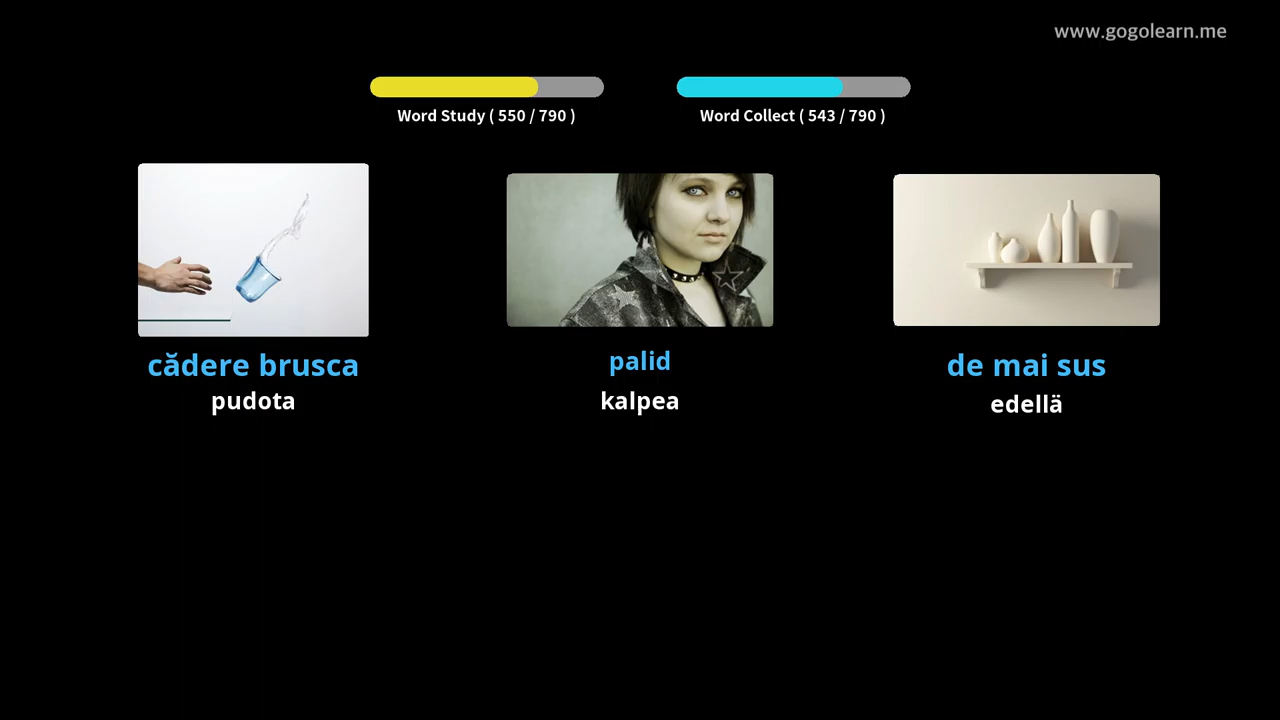 www.gogolearn.me
Word Study ( 550 / 790 )
Word Collect ( 543 / 790 )
cădere brusca
pudota
palid
kalpea
de mai sus
edellä